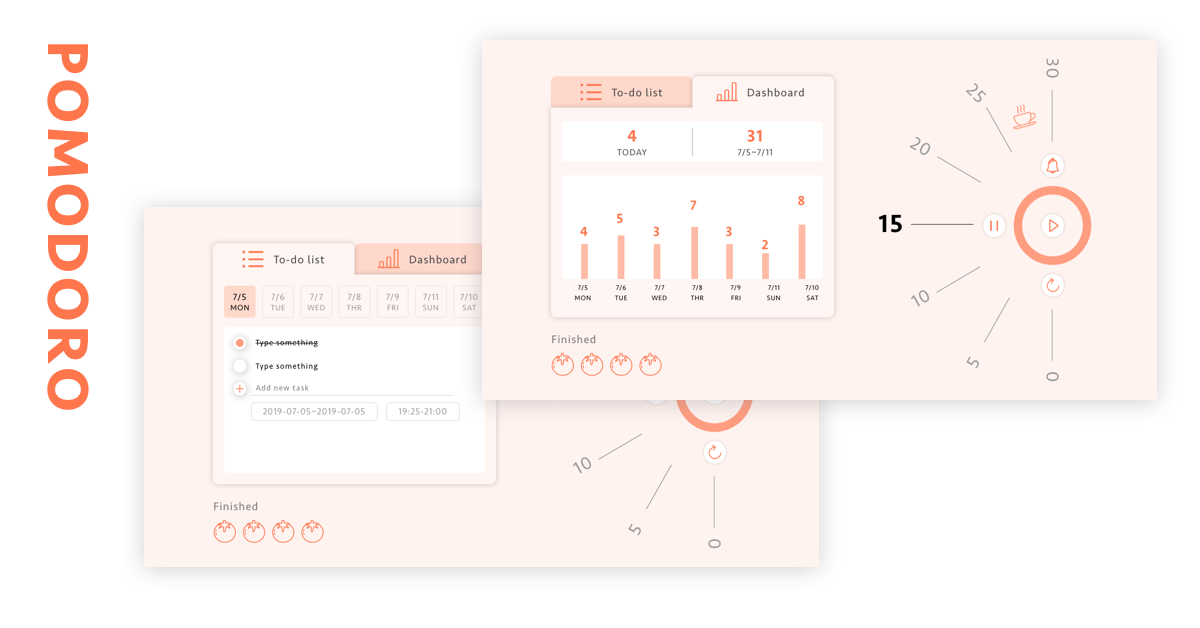 POMODORO
To-do list
Dashboard
4
TODAY
31
7/5~7/11
4
5
3
7
3
2
8
7/5 7/6 7/7 7/8 7/9 7/11 7/10
MON TUE WED THR FRI SUN SAT
Finished
30
25
20
15
10
5
0
To-do list
Dashboard
7/5 7/6 7/7 7/8 7/9 7/11 7/10
MON TUE WED THR FRI SUN SAT
Type something
Type something
Add new task
2019-07-05~2019-07-05
19:25-21:00
Finished
10
5
0